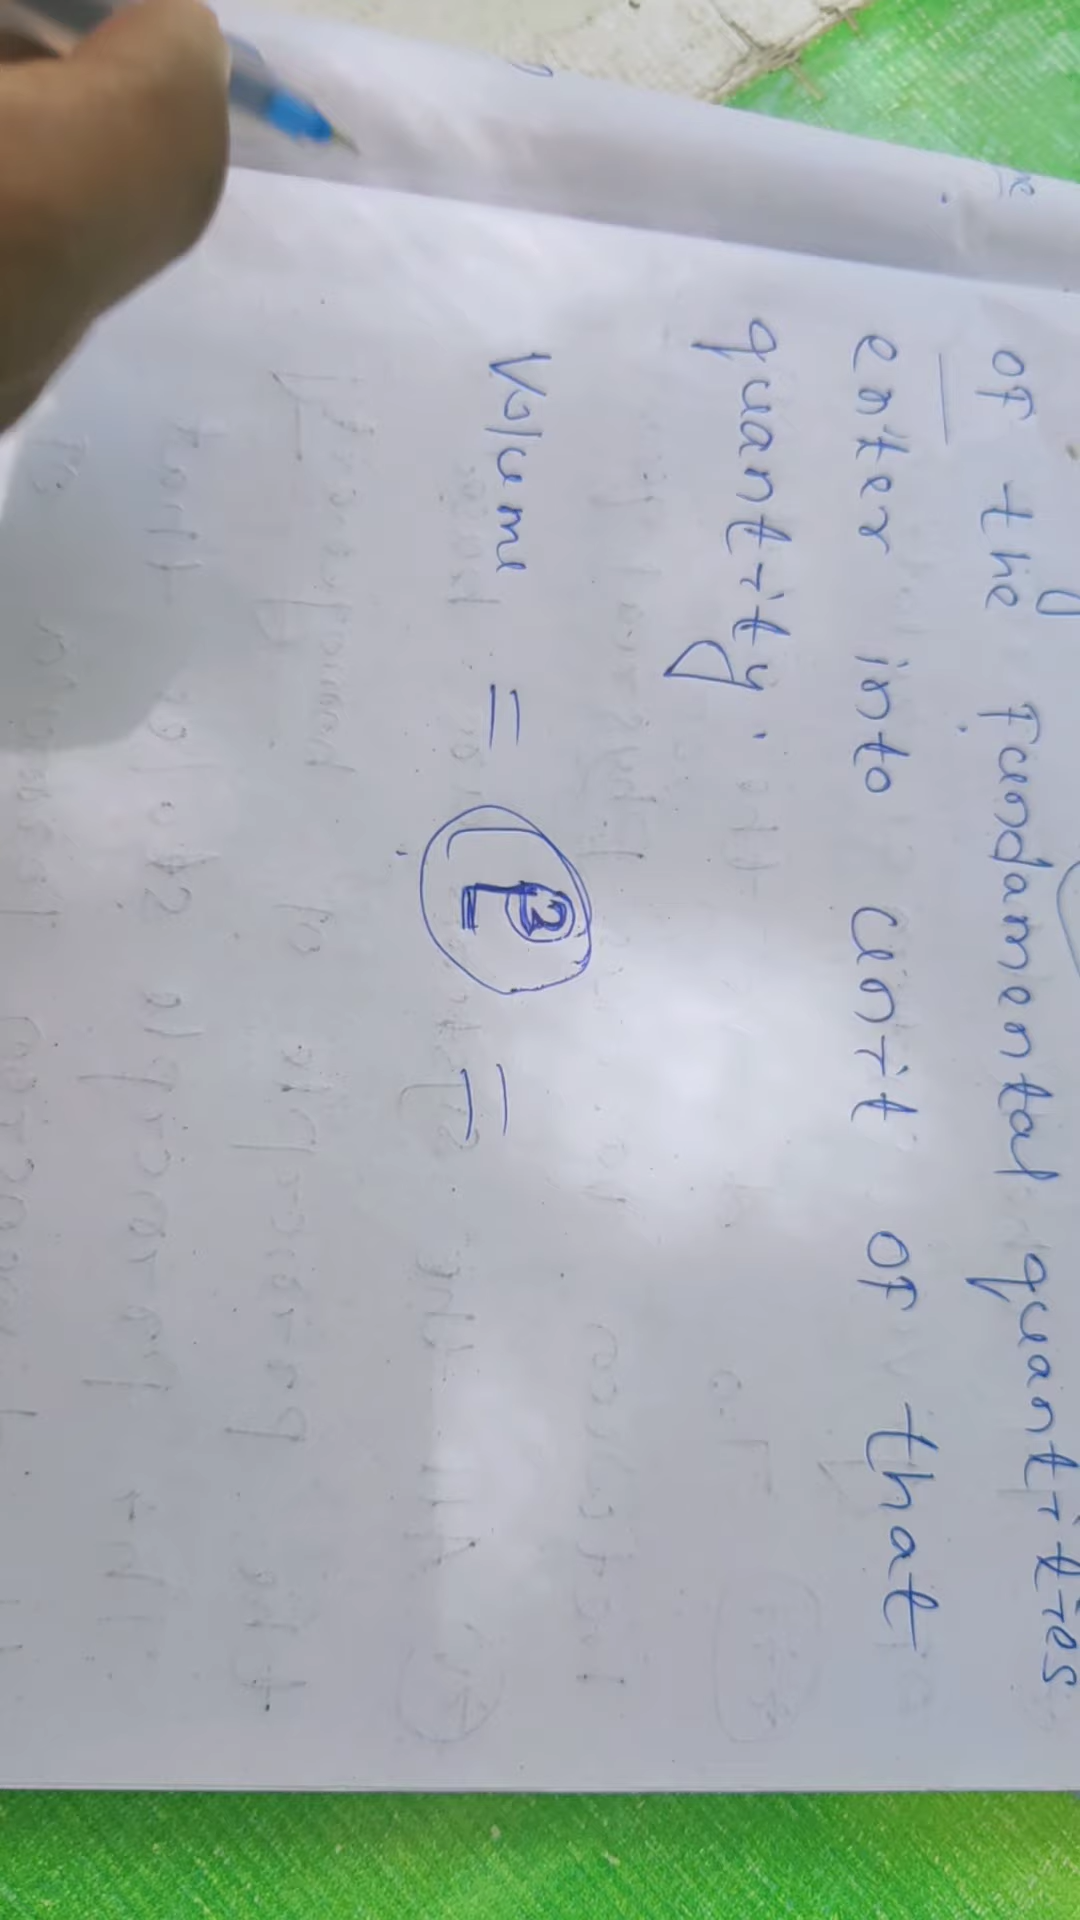 of the fundamental quantities
enter into unit of that
quantity.
Volume = [L³] =